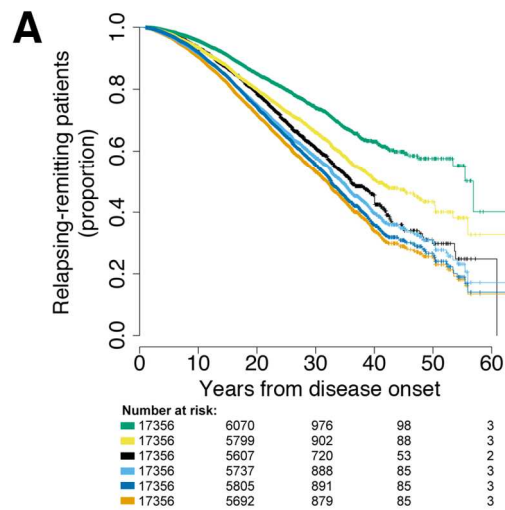 A
Relapsing-remitting patients
(proportion)
1.0
0.8
0.6
0.4
0.2
0.0
0 10 20 30 40 50 60
Years from disease onset
Number at risk:
17356 6070 976 98 3
17356 5799 902 88 3
17356 5607 720 53 2
17356 5737 888 85 3
17356 5805 891 85 3
17356 5692 879 85 3